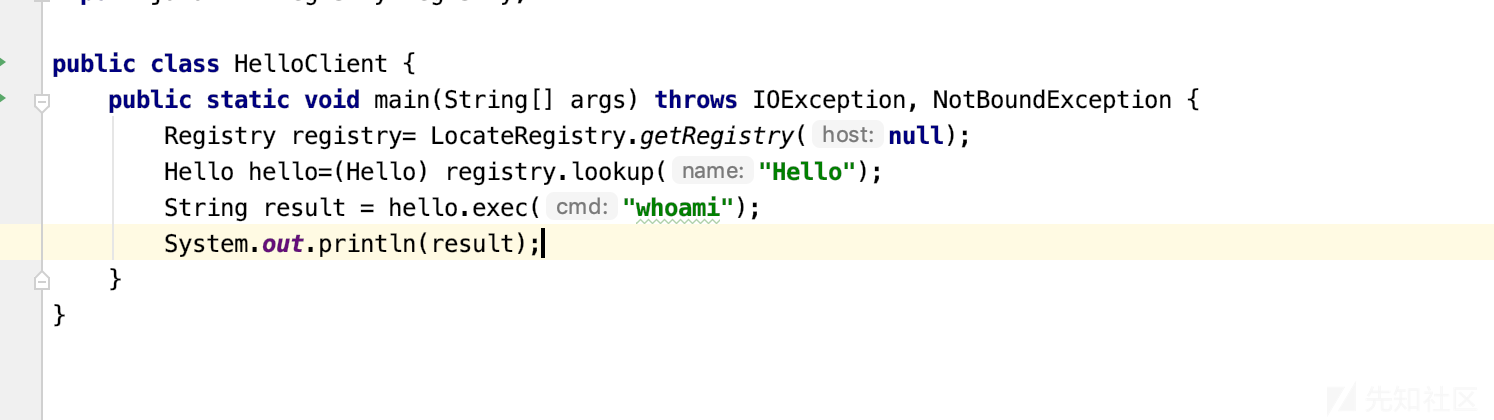 public class HelloClient {
public static void main(String[] args) throws IOException, NotBoundException {
Registry registry= LocateRegistry.getRegistry( host: null);
Hello hello=(Hello) registry.lookup( name: "Hello");
String result = hello.exec( cmd: "whoami");
System.out.println(result);
}
}
先知社区